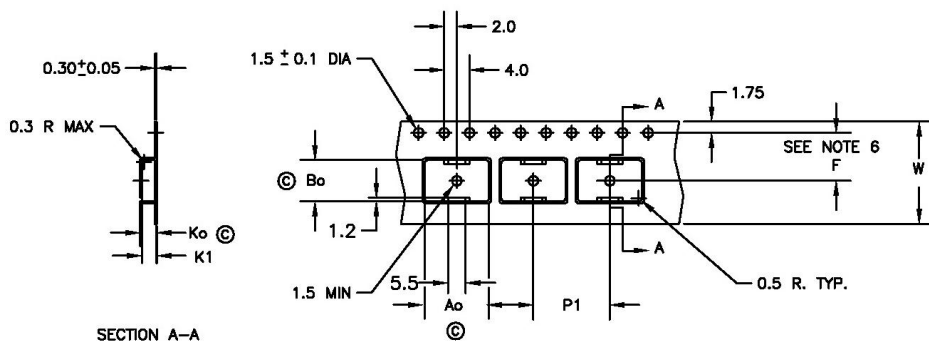 2.0
1.5 ± 0.1 DIA
0.30±0.05
4.0
A
1.75
0.3 R MAX
SEE NOTE 6
F
W
Ⓒ Bo
Ko Ⓒ
1.2
A
K1
5.5
1.5 MIN
0.5 R. TYP.
Ao
P1
Ⓒ
SECTION A-A